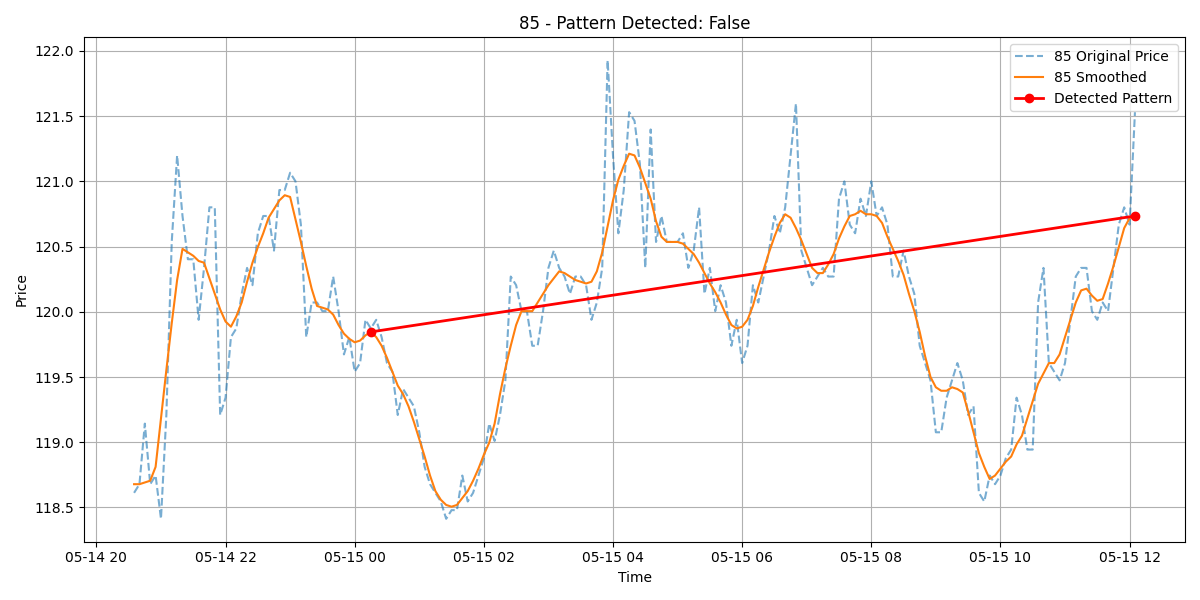 85 - Pattern Detected: False
85 Original Price
85 Smoothed
Detected Pattern
Price
122.0
121.5
121.0
120.5
120.0
119.5
119.0
118.5
05-14 20
05-14 22
05-15 00
05-15 02
05-15 04
05-15 06
05-15 08
05-15 10
05-15 12
Time